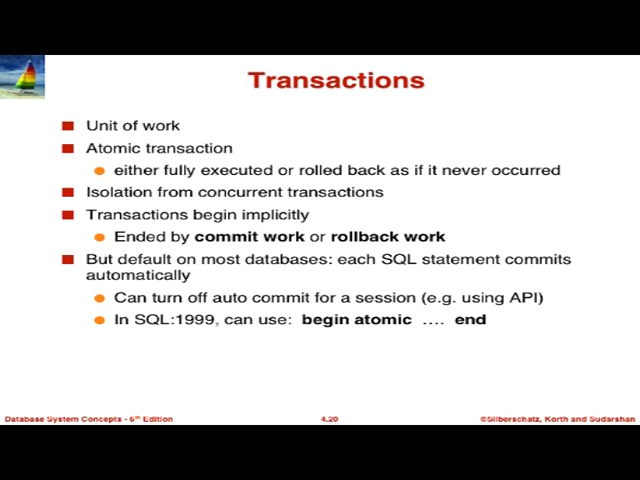 Transactions
Unit of work
Atomic transaction
either fully executed or rolled back as if it never occurred
Isolation from concurrent transactions
Transactions begin implicitly
Ended by commit work or rollback work
But default on most databases: each SQL statement commits
automatically
Can turn off auto commit for a session (e.g. using API)
In SQL:1999, can use: begin atomic …. end
Database System Concepts - 6th Edition
4.20
©Silberschatz, Korth and Sudarshan